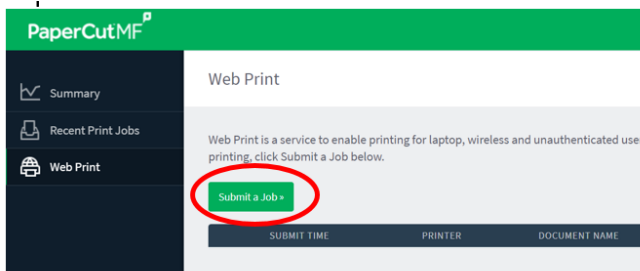 PaperCutMF
Summary
Recent Print Jobs
Web Print
Web Print
Web Print is a service to enable printing for laptop, wireless and unauthenticated
printing, click Submit a Job below.
Submit a Job »
SUBMIT TIME PRINTER DOCUMENT NAME